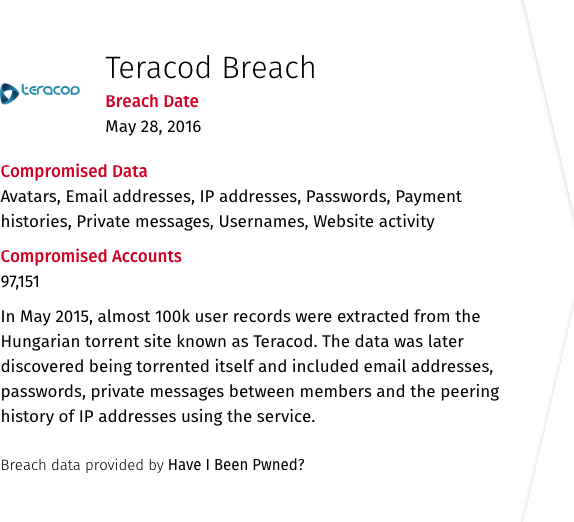 teracod
Teracod Breach
Breach Date
May 28, 2016
Compromised Data
Avatars, Email addresses, IP addresses, Passwords, Payment
histories, Private messages, Usernames, Website activity
Compromised Accounts
97,151
In May 2015, almost 100k user records were extracted from the
Hungarian torrent site known as Teracod. The data was later
discovered being torrented itself and included email addresses,
passwords, private messages between members and the peering
history of IP addresses using the service.
Breach data provided by Have I Been Pwned?